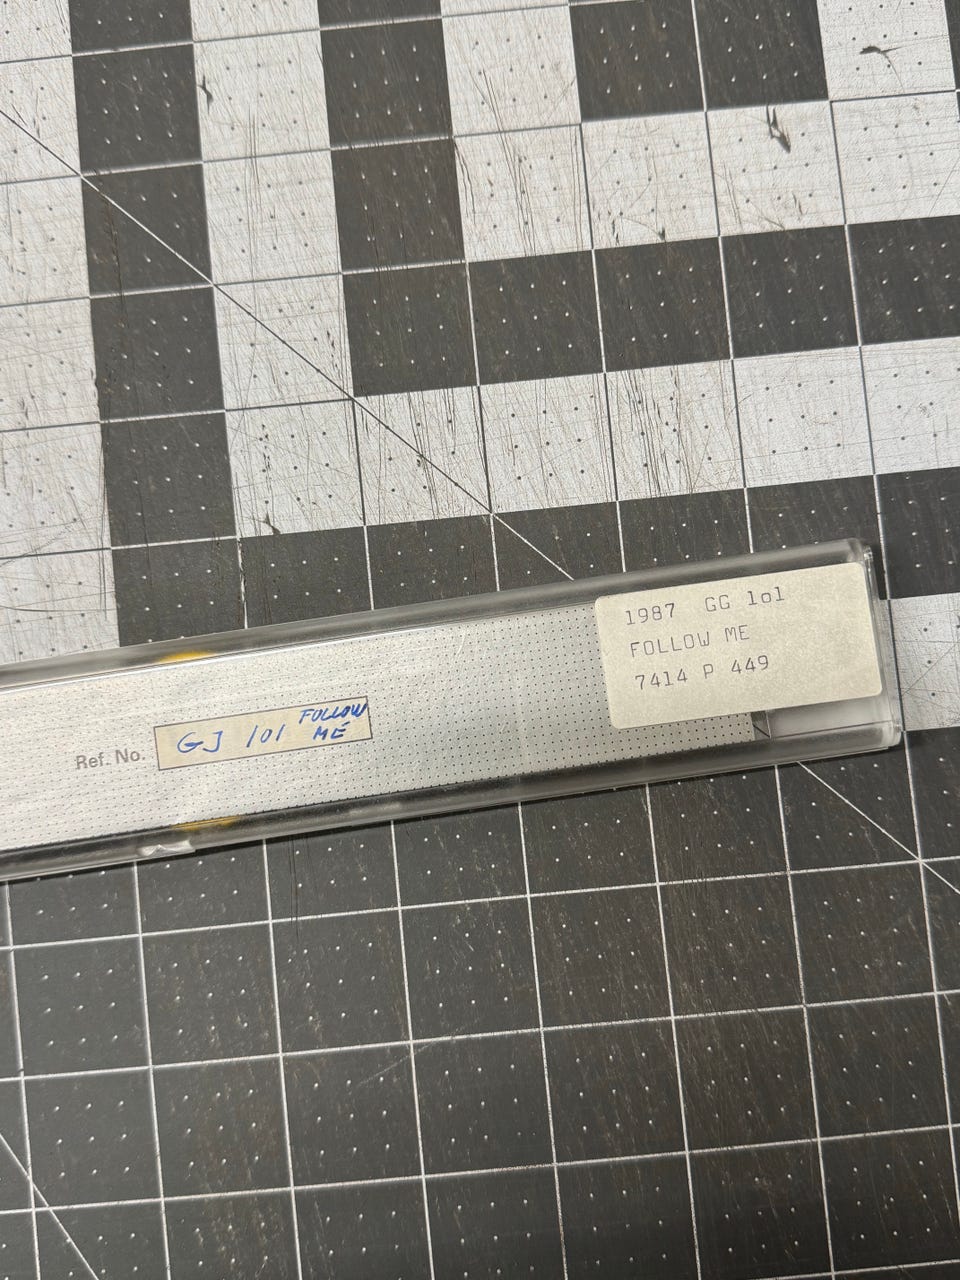 1987 GG lol
FOLLOW ME
7414 P 449
Ref. No. GJ 101 FOLLOW
ME